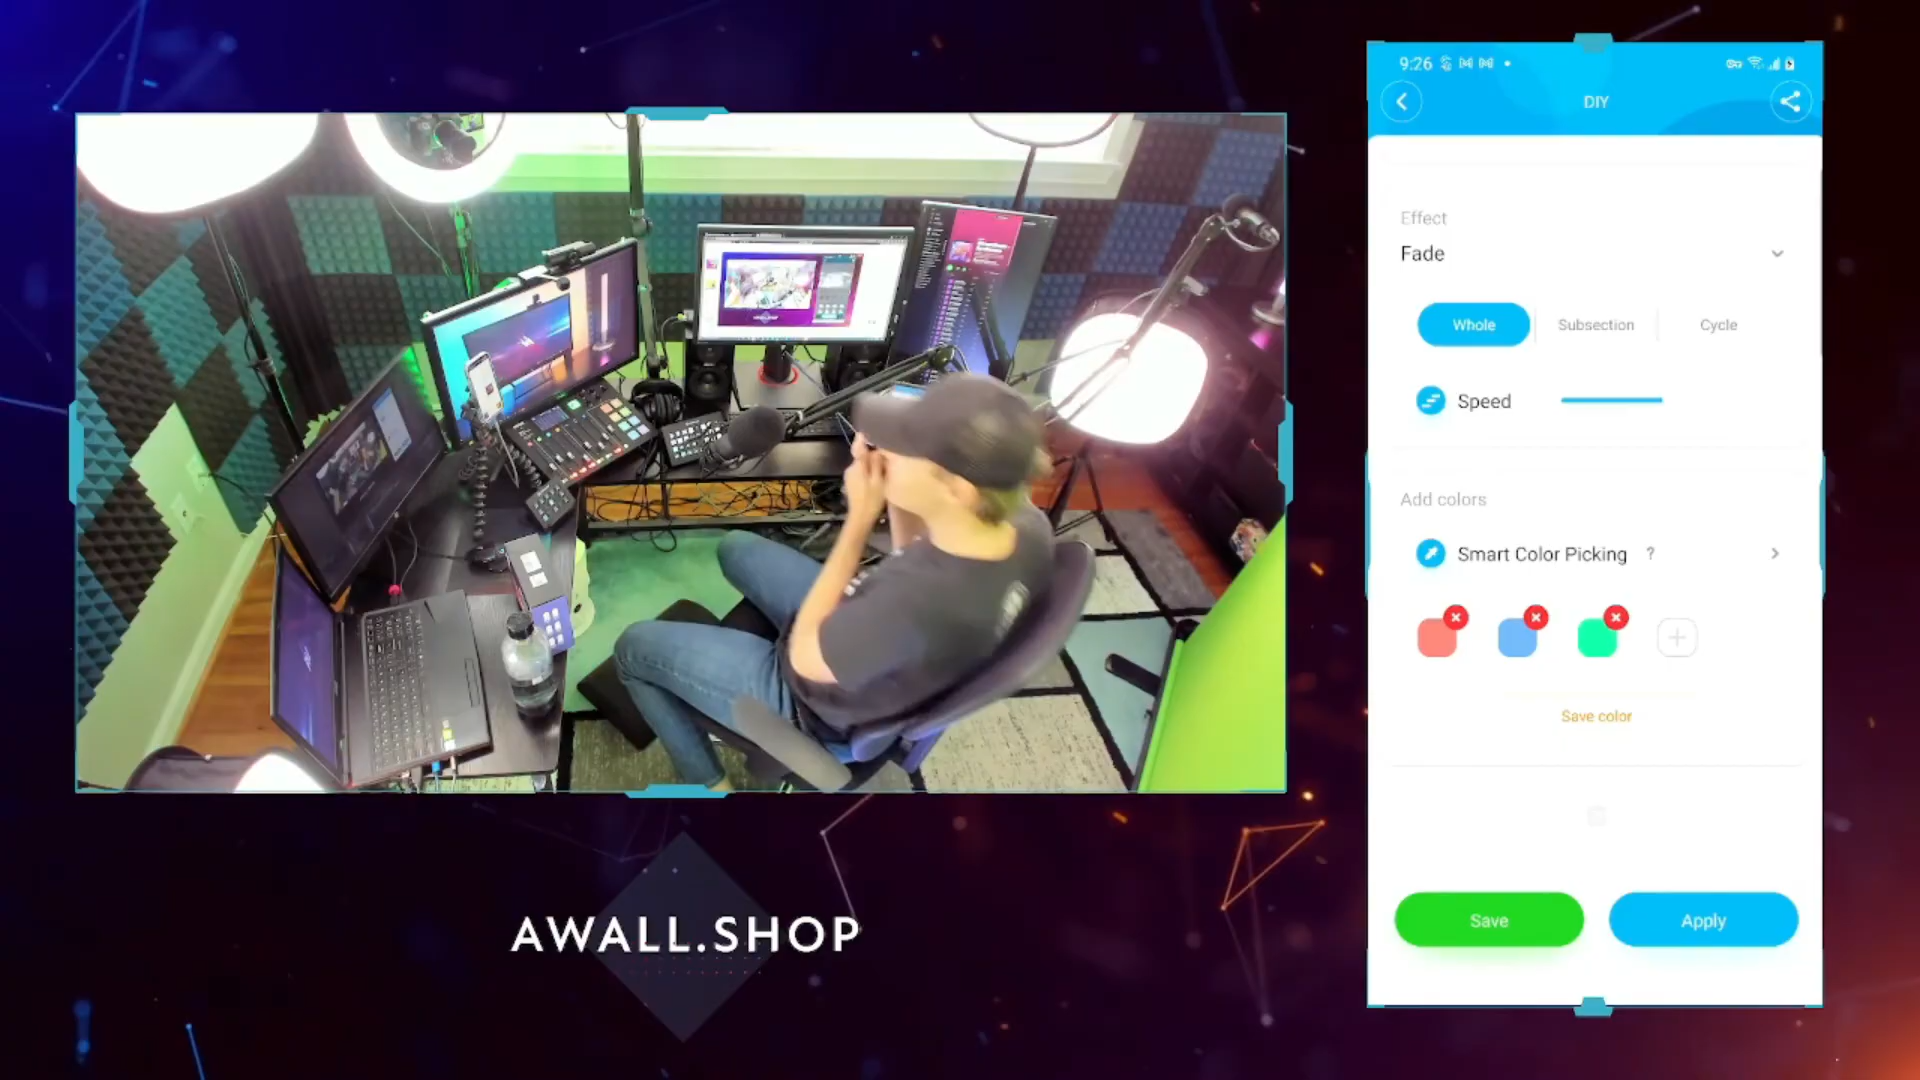 9:26
DIY
Effect
Fade
Whole Subsection Cycle
Speed
Add colors
Smart Color Picking ?
Save color
Save Apply
AWALL.SHOP